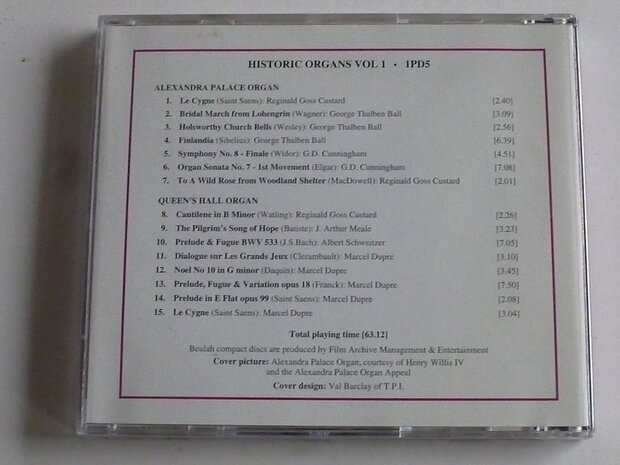 HISTORIC ORGANS VOL 1 • 1PD5
ALEXANDRA PALACE ORGAN
1. Le Cygne (Saint Saens): Reginald Goss Custard [2.40]
2. Bridal March from Lohengrin (Wagner): George Thalben Ball [3.09]
3. Holsworthy Church Bells (Wesley): George Thalben Ball [2.56]
4. Finlandia (Sibelius): George Thalben Ball [6.39]
5. Symphony No. 8 - Finale (Widor): G.D. Cunningham [4.51]
6. Organ Sonata No. 7 - 1st Movement (Elgar): G.D. Cunningham [7.08]
7. To A Wild Rose from Woodland Shelter (MacDowell): Reginald Goss Custard [2.01]
QUEEN'S HALL ORGAN
8. Cantilene in B Minor (Watling): Reginald Goss Custard [2.26]
9. The Pilgrim's Song of Hope (Batiste): J. Arthur Meale [3.23]
10. Prelude & Fugue BWV 533 (J.S.Bach): Albert Schweitzer [7.05]
11. Dialogue sur Les Grands Jeux (Clerambault): Marcel Dupre [3.10]
12. Noel No 10 in G minor (Daquin): Marcel Dupre [3.45]
13. Prelude, Fugue & Variation opus 18 (Franck): Marcel Dupre [7.50]
14. Prelude in E Flat opus 99 (Saint Saens): Marcel Dupre [2.08]
15. Le Cygne (Saint Saens): Marcel Dupre [3.04]
Total playing time [63.12]
Beulah compact discs are produced by Film Archive Management & Entertainment
Cover picture: Alexandra Palace Organ, courtesy of Henry Willis IV
and the Alexandra Palace Organ Appeal
Cover design: Val Barclay of T.P.I.